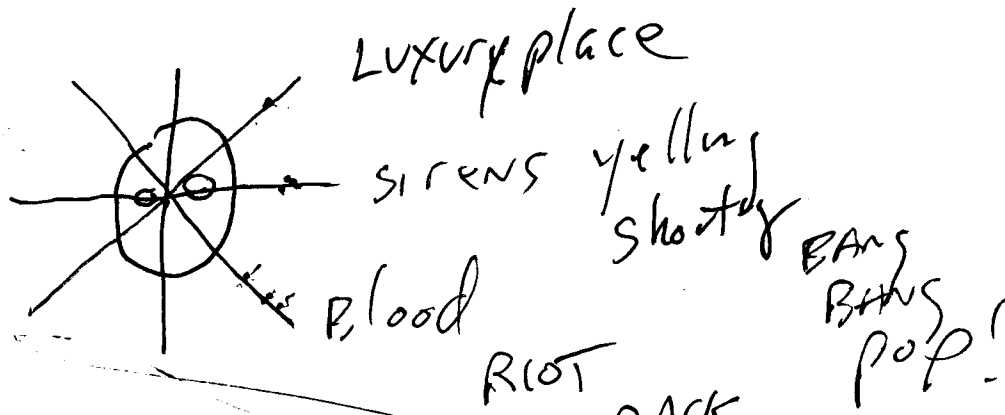 Luxury place
SIRENS yelling
shooting
BANG
BANG
pop!
Blood
RIOT